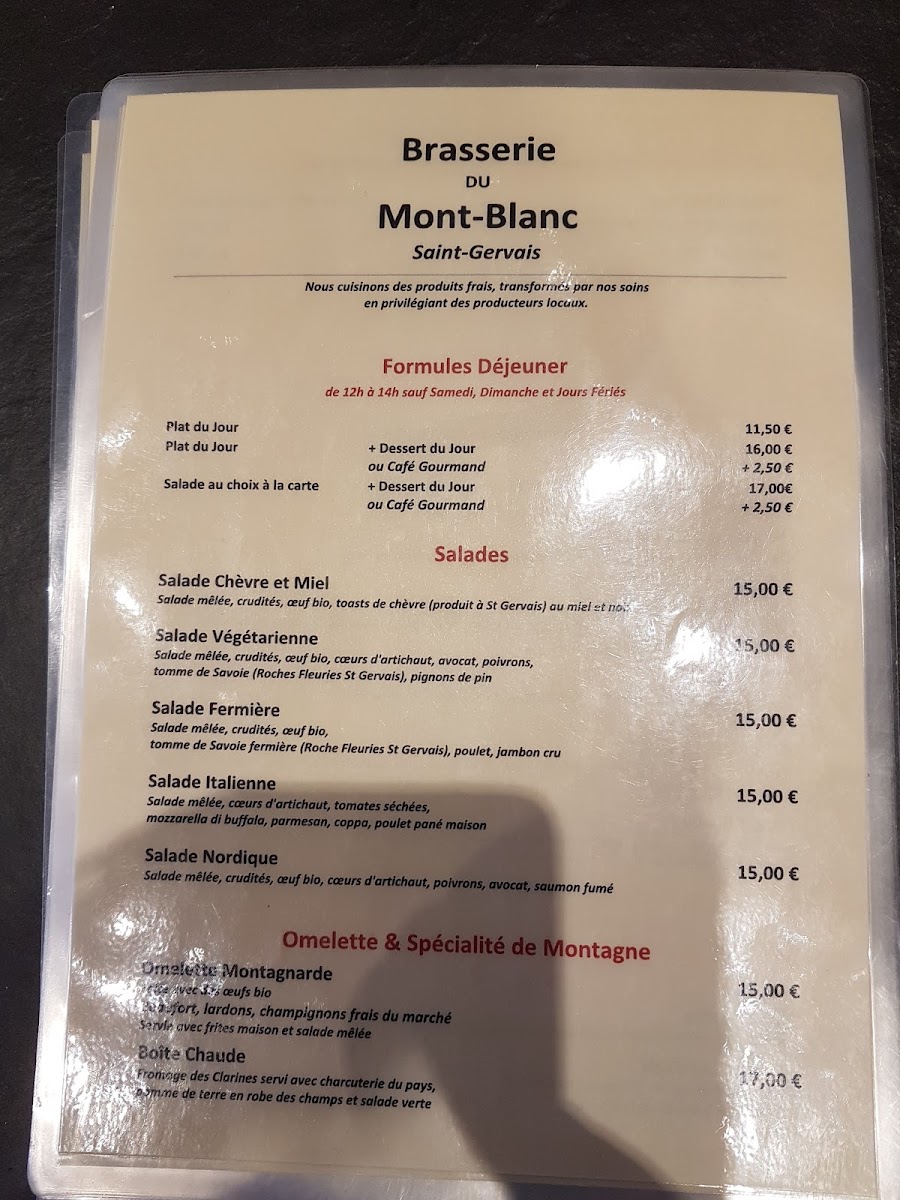 Brasserie
DU
Mont-Blanc
Saint-Gervais
Nous cuisinons des produits frais, transformés par nos soins
en privilégiant des producteurs locaux.
Formules Déjeuner
de 12h à 14h sauf Samedi, Dimanche et Jours Fériés
Plat du Jour 11,50 €
Plat du Jour + Dessert du Jour 16,00 €
ou Café Gourmand + 2,50 €
Salade au choix à la carte + Dessert du Jour 17,00€
ou Café Gourmand + 2,50 €
Salades
Salade Chèvre et Miel 15,00 €
Salade mêlée, crudités, œuf bio, toasts de chèvre (produit à St Gervais) au miel et
Salade Végétarienne 15,00 €
Salade mêlée, crudités, œuf bio, cœurs d'artichaut, avocat, poivrons,
tomme de Savoie (Roches Fleuries St Gervais), pignons de pin
Salade Fermière 15,00 €
Salade mêlée, crudités, œuf bio,
tomme de Savoie fermière (Roche Fleuries St Gervais), poulet, jambon cru
Salade Italienne 15,00 €
Salade mêlée, cœurs d'artichaut, tomates séchées,
mozzarella di buffala, parmesan, coppa, poulet pané maison
Salade Nordique 15,00 €
Salade mêlée, crudités, œuf bio, cœurs d'artichaut, poivrons, avocat, saumon fumé
Omelette & Spécialité de Montagne
Omelette Montagnarde 15,00 €
avec œufs bio
Beaufort, lardons, champignons frais du marché
Servie avec frites maison et salade mêlée
Boîte Chaude 17,00 €
Fromage des Clarines servi avec charcuterie du pays,
pomme de terre en robe des champs et salade verte